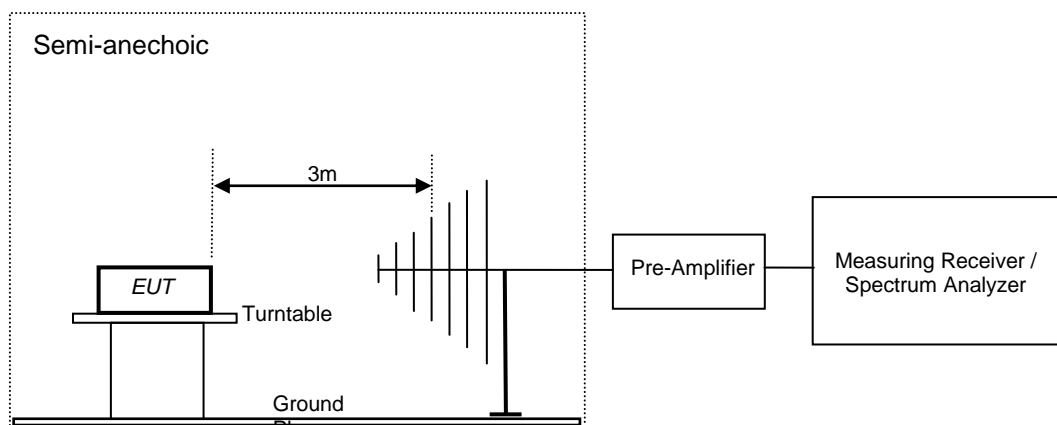 Semi-anechoic
3m
EUT
Turntable
Ground
Pre-Amplifier
Measuring Receiver /
Spectrum Analyzer